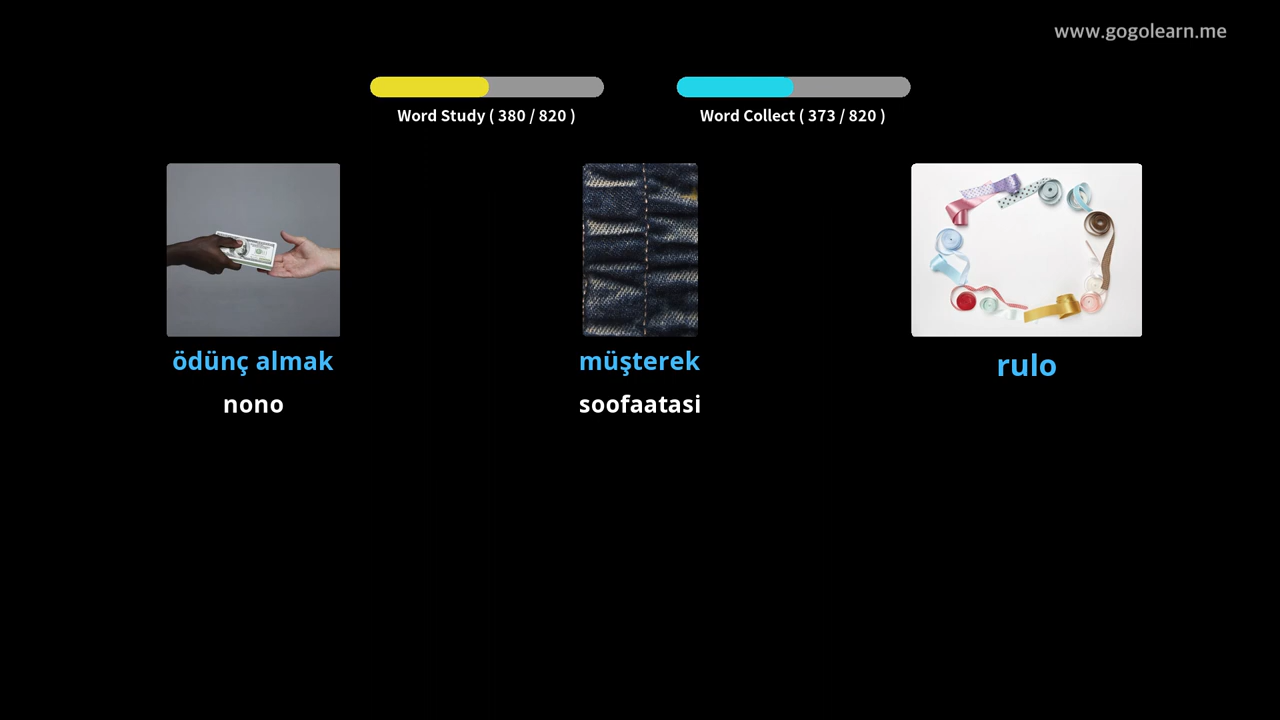 www.gogolearn.me
Word Study ( 380 / 820 )
Word Collect ( 373 / 820 )
ödünç almak
müşterek
rulo
nono
soofaatasi